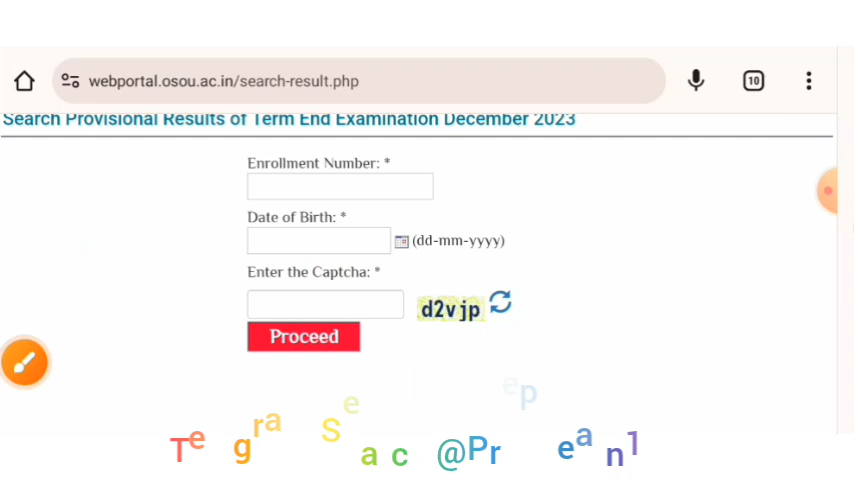 10
webportal.osou.ac.in/search-result.php
Search Provisional Results of Term End Examination December 2023
Enrollment Number: *
Date of Birth: *
(dd-mm-yyyy)
Enter the Captcha: *
d2vjp
Proceed